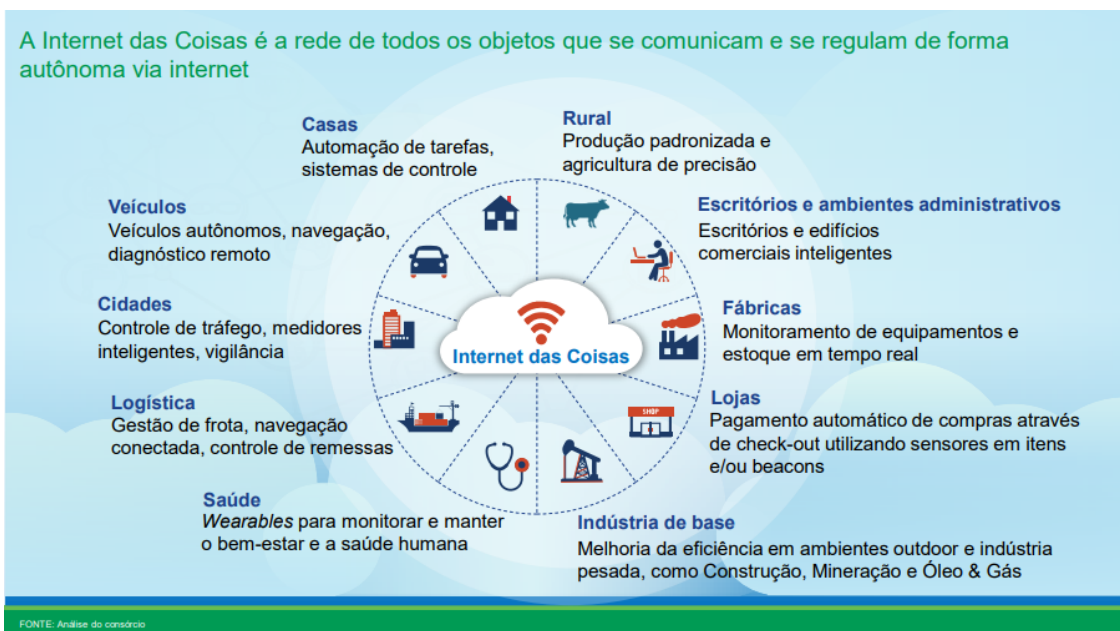 A Internet das Coisas é a rede de todos os objetos que se comunicam e se regulam de forma
autônoma via internet
Casas
Automação de tarefas,
sistemas de controle
Rural
Produção padronizada e
agricultura de precisão
Veículos
Veículos autônomos, navegação,
diagnóstico remoto
Escritórios e ambientes administrativos
Escritórios e edifícios
comerciais inteligentes
Cidades
Controle de tráfego, medidores
inteligentes, vigilância
Internet das Coisas
Fábricas
Monitoramento de equipamentos e
estoque em tempo real
Logística
Gestão de frota, navegação
conectada, controle de remessas
SHOP
Lojas
Pagamento automático de compras através
de check-out utilizando sensores em itens
e/ou beacons
Saúde
Wearables para monitorar e manter
o bem-estar e a saúde humana
Indústria de base
Melhoria da eficiência em ambientes outdoor e indústria
pesada, como Construção, Mineração e Óleo & Gás
FONTE: Análise do consórcio